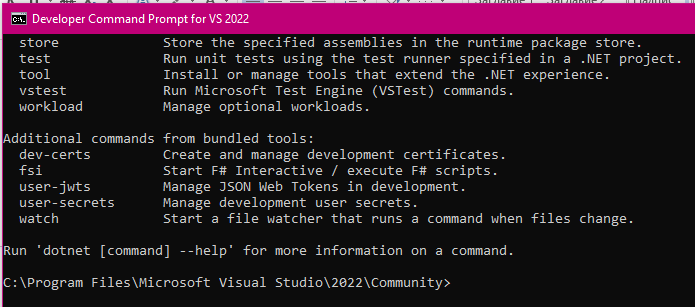 Developer Command Prompt for VS 2022
store Store the specified assemblies in the runtime package store.
test Run unit tests using the test runner specified in a .NET project.
tool Install or manage tools that extend the .NET experience.
vstest Run Microsoft Test Engine (VSTest) commands.
workload Manage optional workloads.
Additional commands from bundled tools:
dev-certs Create and manage development certificates.
fsi Start F# Interactive / execute F# scripts.
user-jwts Manage JSON Web Tokens in development.
user-secrets Manage development user secrets.
watch Start a file watcher that runs a command when files change.
Run 'dotnet [command] --help' for more information on a command.
C:\Program Files\Microsoft Visual Studio\2022\Community>